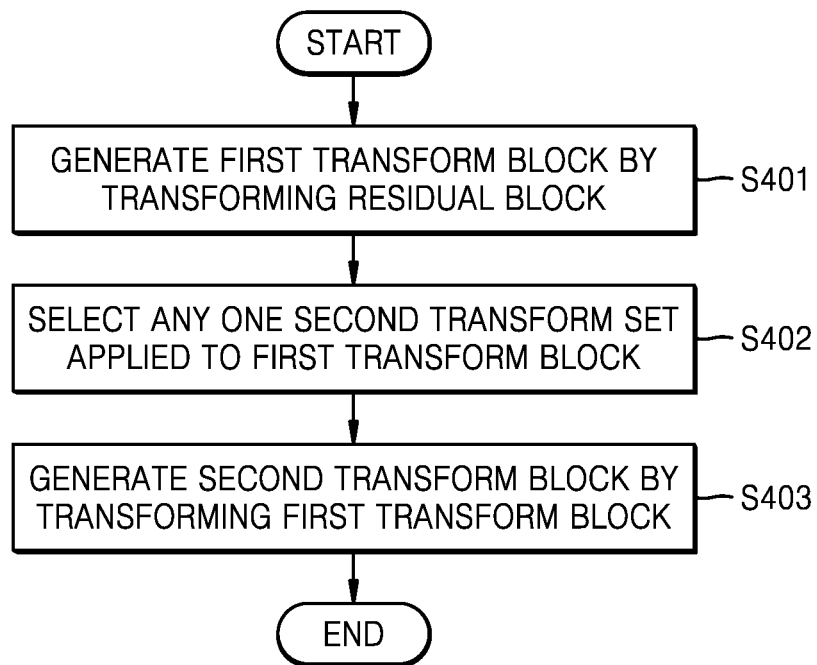 START
GENERATE FIRST TRANSFORM BLOCK BY
TRANSFORMING RESIDUAL BLOCK
S401
SELECT ANY ONE SECOND TRANSFORM SET
APPLIED TO FIRST TRANSFORM BLOCK
S402
GENERATE SECOND TRANSFORM BLOCK BY
TRANSFORMING FIRST TRANSFORM BLOCK
S403
END